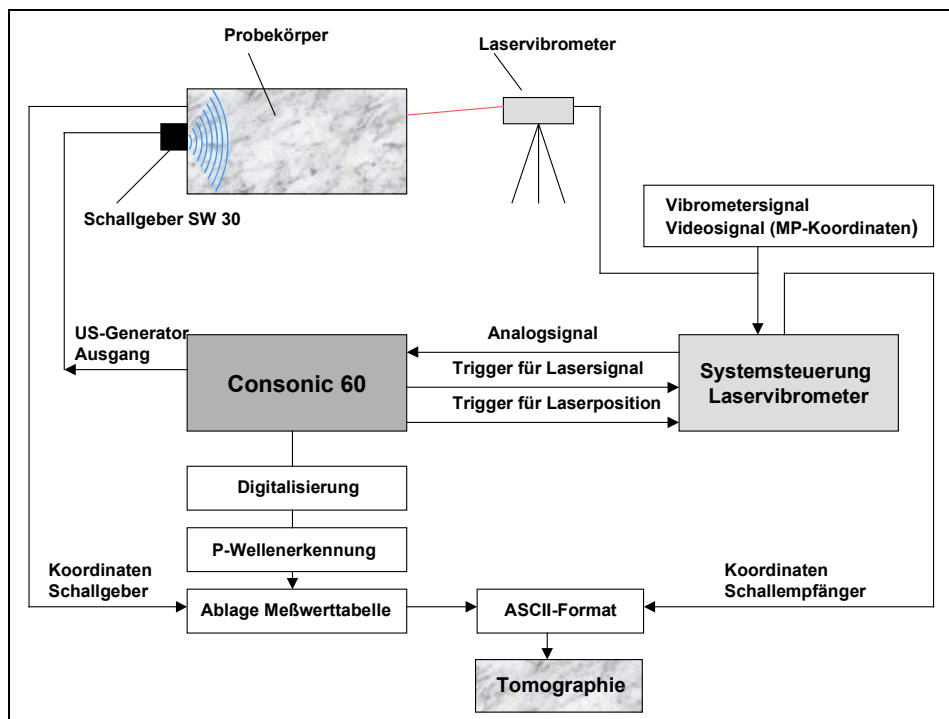 Probekörper
Laservibrometer
Schallgeber SW 30
Vibrometersignal
Videosignal (MP-Koordinaten)
US-Generator
Ausgang
Consonic 60
Analogsignal
Trigger für Lasersignal
Trigger für Laserposition
Systemsteuerung
Laservibrometer
Digitalisierung
P-Wellenerkennung
Koordinaten
Schallgeber
Ablage Meßwerttabelle
ASCII-Format
Koordinaten
Schallempfänger
Tomographie